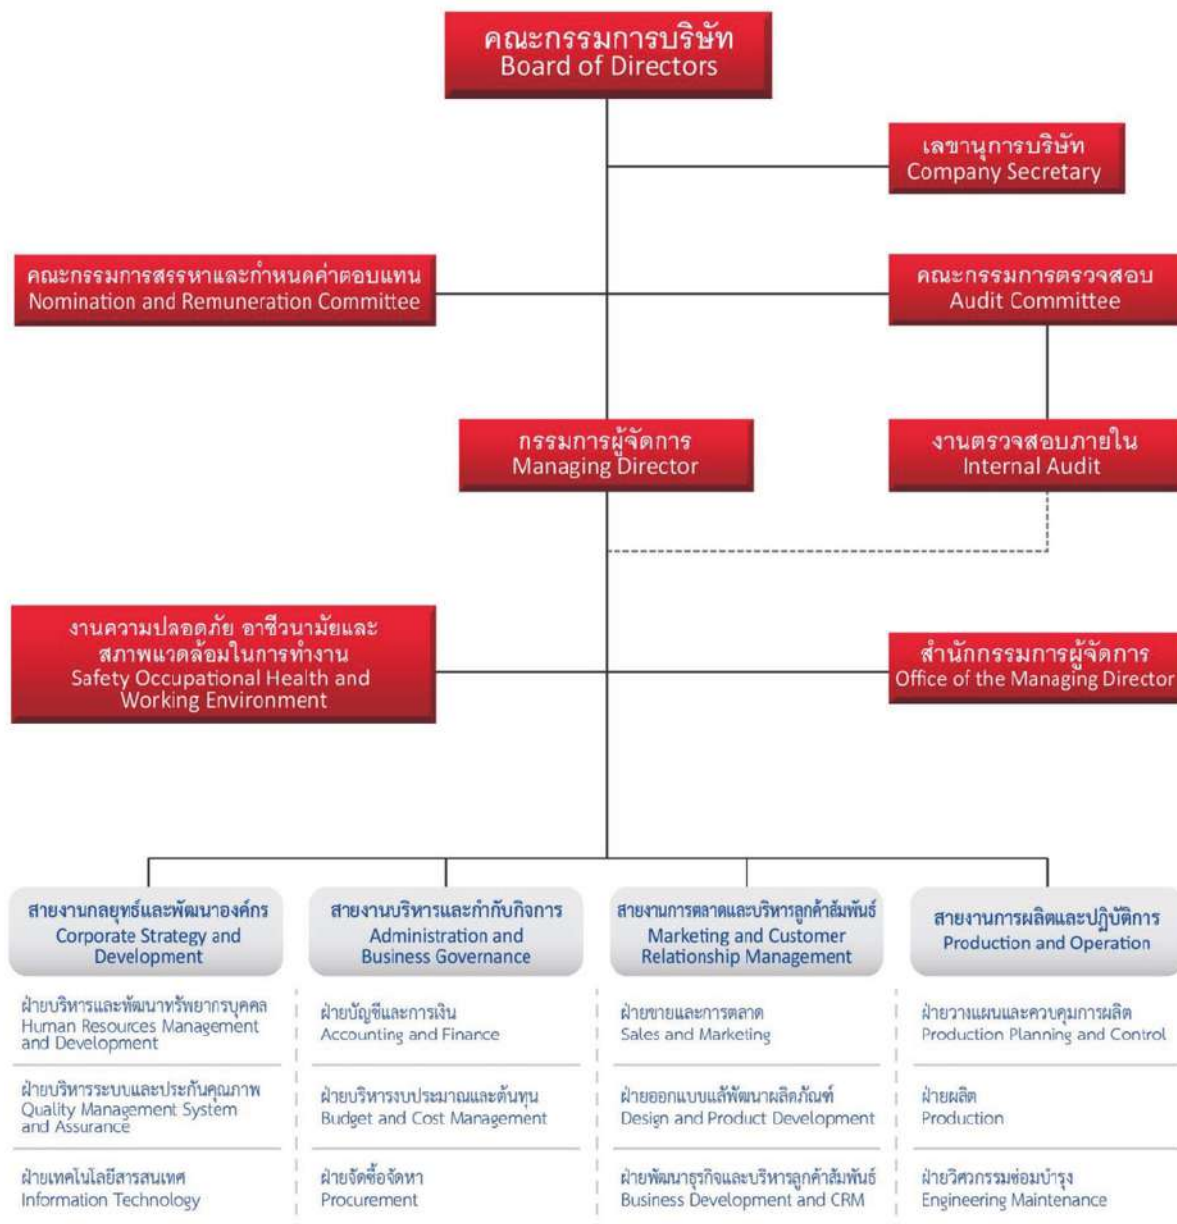 คณะกรรมการบริษัท
Board of Directors
เลขานุการบริษัท
Company Secretary
คณะกรรมการสรรหาและกำหนดค่าตอบแทน
Nomination and Remuneration Committee
คณะกรรมการตรวจสอบ
Audit Committee
กรรมการผู้จัดการ
Managing Director
งานตรวจสอบภายใน
Internal Audit
งานความปลอดภัย อาชีวนามัยและ
สภาพแวดล้อมในการทำงาน
Safety Occupational Health and
Working Environment
สำนักกรรมการผู้จัดการ
Office of the Managing Director
สายงานกลยุทธ์และพัฒนาองค์กร
Corporate Strategy and
Development
ฝ่ายบริหารและพัฒนาทรัพยากรบุคคล
Human Resources Management
and Development
ฝ่ายบริหารระบบและประกันคุณภาพ
Quality Management System
and Assurance
ฝ่ายเทคโนโลยีสารสนเทศ
Information Technology
สายงานบริหารและกำกับกิจการ
Administration and
Business Governance
ฝ่ายบัญชีและการเงิน
Accounting and Finance
ฝ่ายบริหารงบประมาณและต้นทุน
Budget and Cost Management
ฝ่ายจัดซื้อจัดหา
Procurement
สายงานการตลาดและบริหารลูกค้าสัมพันธ์
Marketing and Customer
Relationship Management
ฝ่ายขายและการตลาด
Sales and Marketing
ฝ่ายออกแบบแล้พัฒนาผลิตภัณฑ์
Design and Product Development
ฝ่ายพัฒนาธุรกิจและบริหารลูกค้าสัมพันธ์
Business Development and CRM
สายงานการผลิตและปฏิบัติการ
Production and Operation
ฝ่ายวางแผนและควบคุมการผลิต
Production Planning and Control
ฝ่ายผลิต
Production
ฝ่ายวิศวกรรมซ่อมบำรุง
Engineering Maintenance